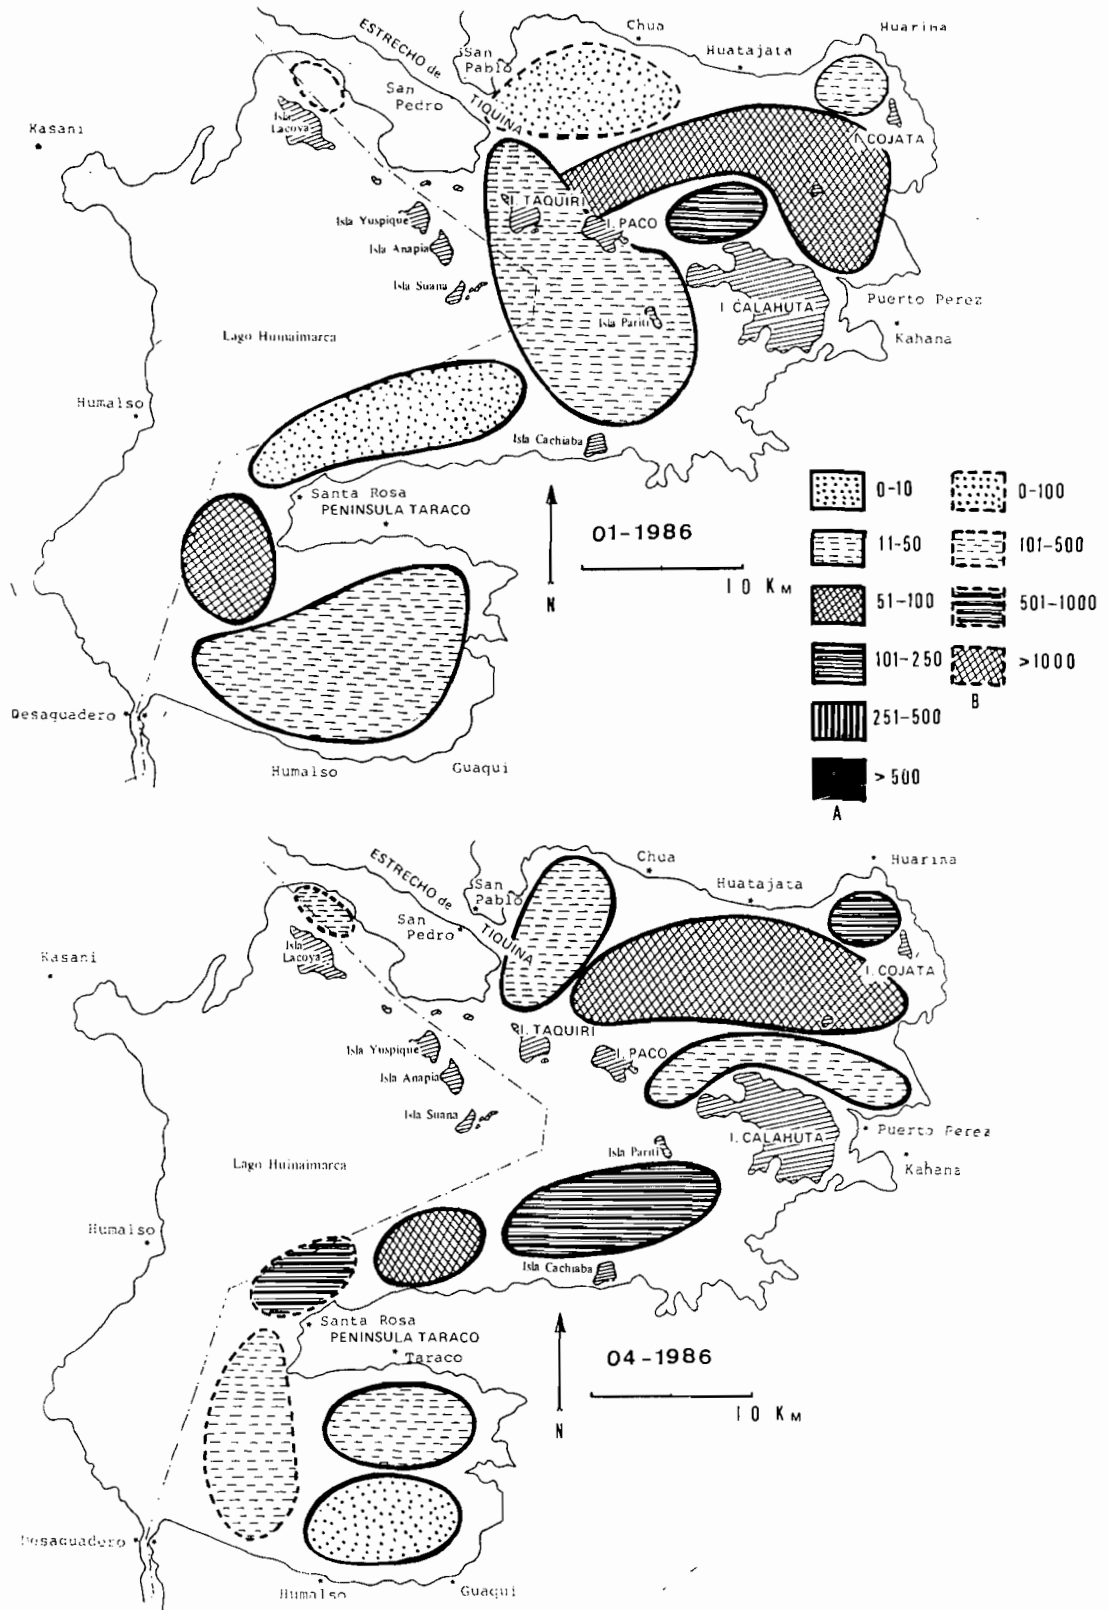 ESTRECHO de
TIQUINA
San
Pablo
Chua
Huatajata
Huarina
San
Pedro
Isla
Lacoya
Kasani
I. COJATA
I. TAQUIRI
Isla Yuspique
I. PACO
Isla Anapia
Isla Suana
I. CALAHUTA
Puerto Perez
Isla Pariti
Kahana
Lago Huinaimarca
Humalso
Isla Cachiaba
Santa Rosa
PENINSULA TARACO
01-1986
N
10 KM
Desaguadero
Humalso
Guaqui
0-10
0-100
11-50
101-500
51-100
501-1000
101-250
>1000
B
251-500
> 500
A
ESTRECHO de
TIQUINA
San
Pablo
Chua
Huatajata
Huarina
San
Pedro
Isla
Lacoya
Kasani
I. COJATA
I. TAQUIRI
Isla Yuspique
I. PACO
Isla Anapia
Isla Suana
I. CALAHUTA
Puerto Perez
Isla Pariti
Kahana
Lago Huinaimarca
Humalso
Isla Cachiaba
Santa Rosa
PENINSULA TARACO
Taraco
04-1986
N
10 KM
Desaguadero
Humalso
Guaqui